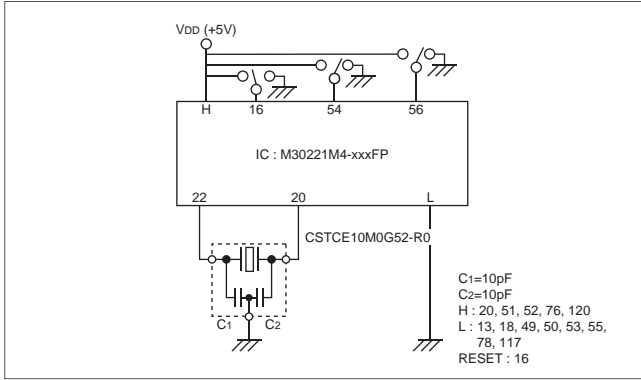 VDD (+5V)
H 16 54 56
IC : M30221M4-xxxFP
22 20 L
CSTCE10M0G52-R0
C1 C2
C1=10pF
C2=10pF
H : 20, 51, 52, 76, 120
L : 13, 18, 49, 50, 53, 55,
78, 117
RESET : 16